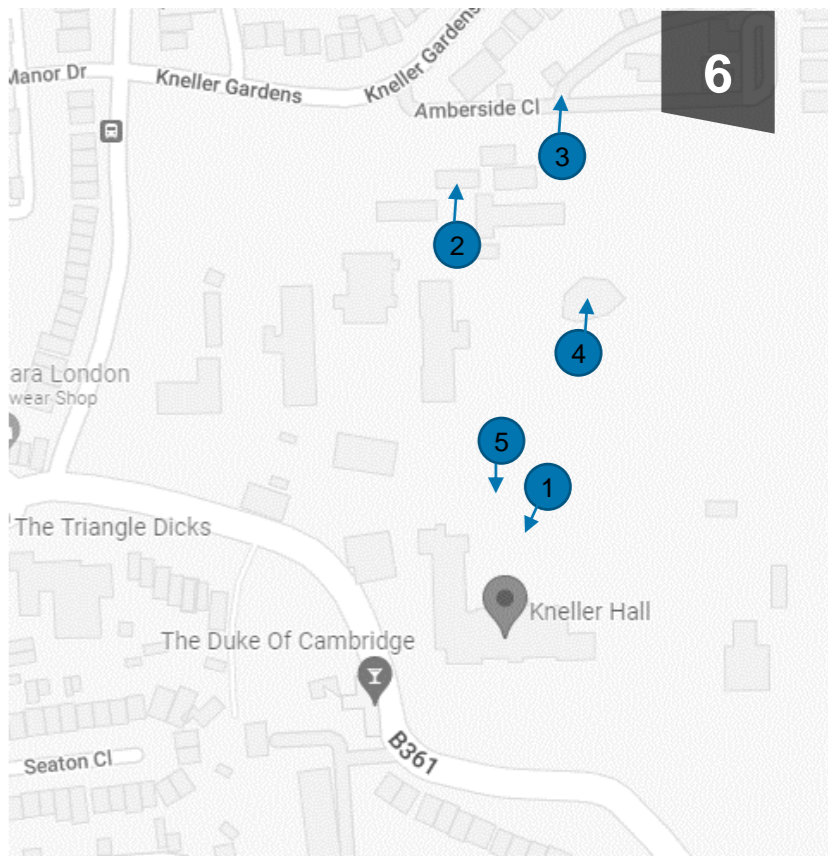 Manor Dr
Kneller Gardens
Kneller Gardens
6
Amberside Cl
3
2
4
ara London
wear Shop
5
1
The Triangle Dicks
Kneller Hall
The Duke Of Cambridge
B361
Seaton Cl